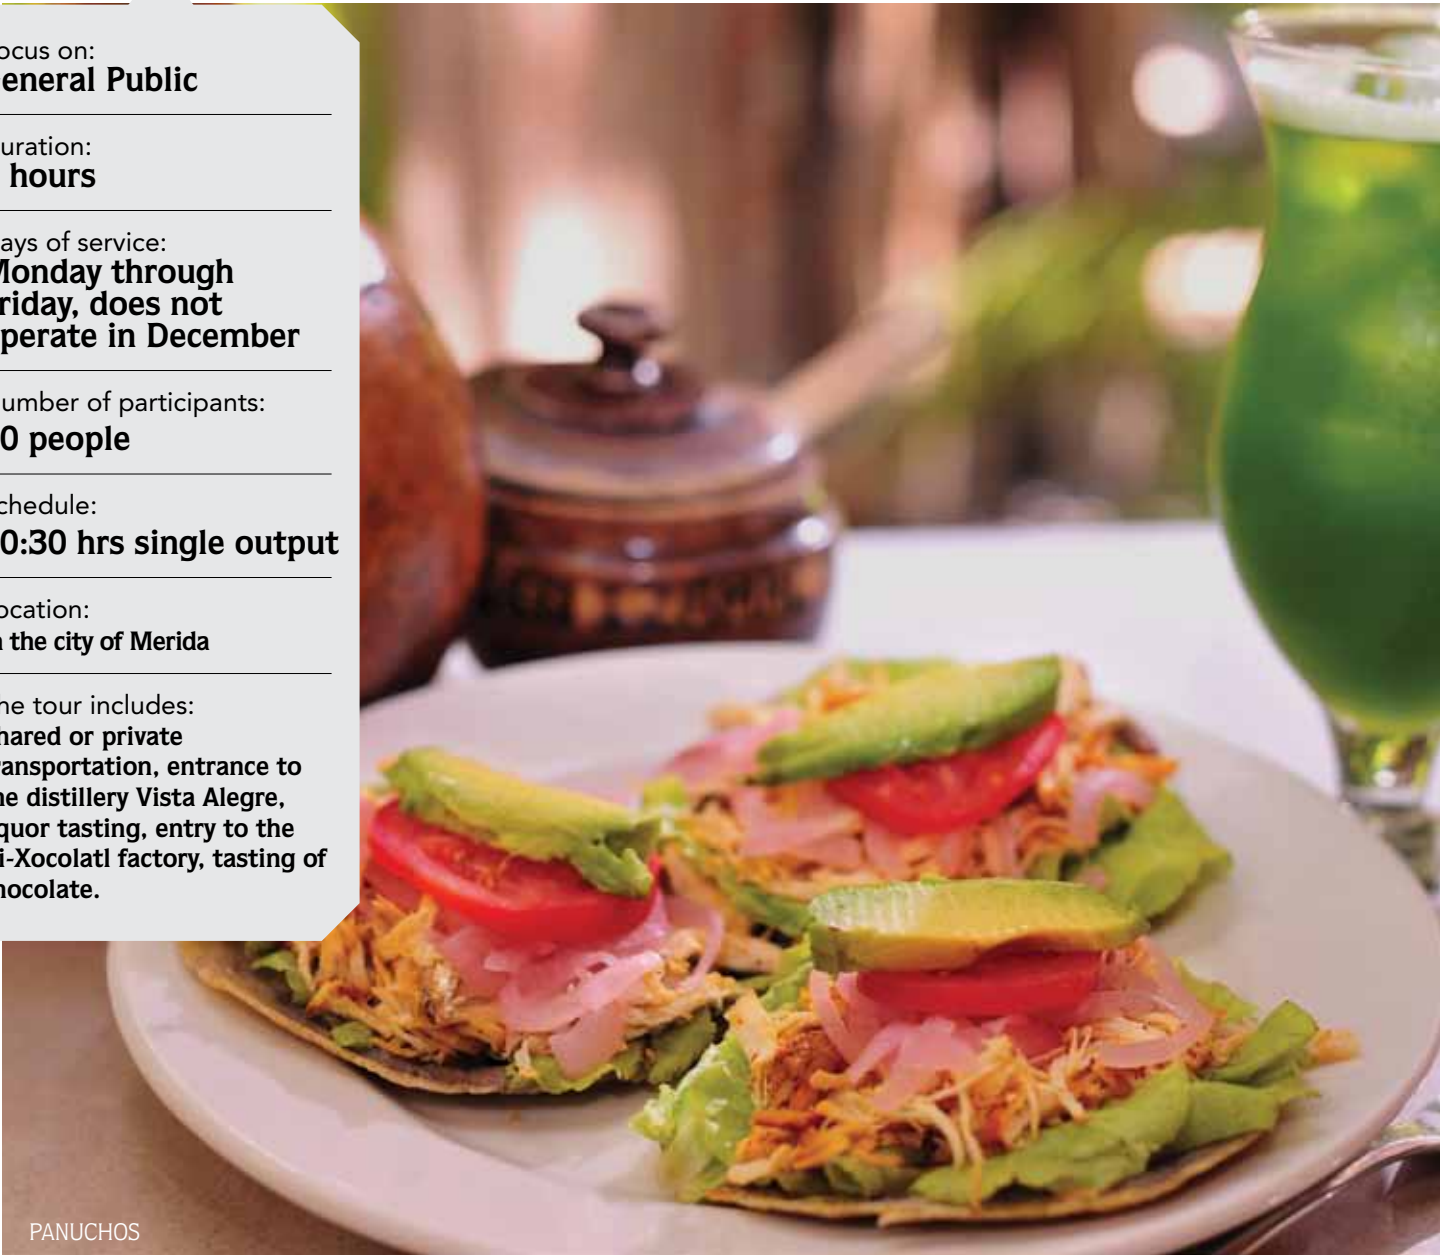 ocus on:
eneral Public
uration:
hours
ays of service:
Monday through
riday, does not
perate in December
umber of participants:
0 people
chedule:
0:30 hrs single output
ocation:
n the city of Merida
he tour includes:
hared or private
ransportation, entrance to
he distillery Vista Alegre,
quor tasting, entry to the
i-Xocolatl factory, tasting of
hocolate.
PANUCHOS